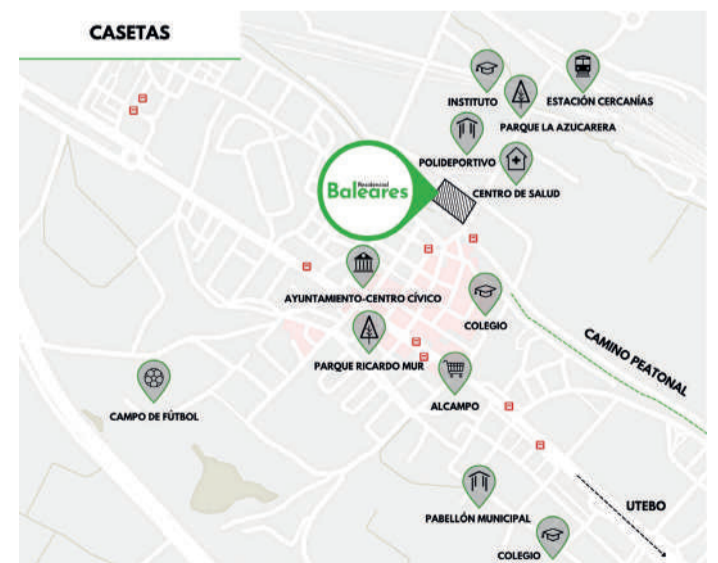 CASETAS
INSTITUTO
ESTACIÓN CERCANÍAS
PARQUE LA AZUCARERA
POLIDEPORTIVO
CENTRO DE SALUD
Residencial
Baleares
AYUNTAMIENTO-CENTRO CÍVICO
COLEGIO
CAMINO PEATONAL
PARQUE RICARDO MUR
ALCAMPO
CAMPO DE FÚTBOL
UTEBO
PABELLÓN MUNICIPAL
COLEGIO